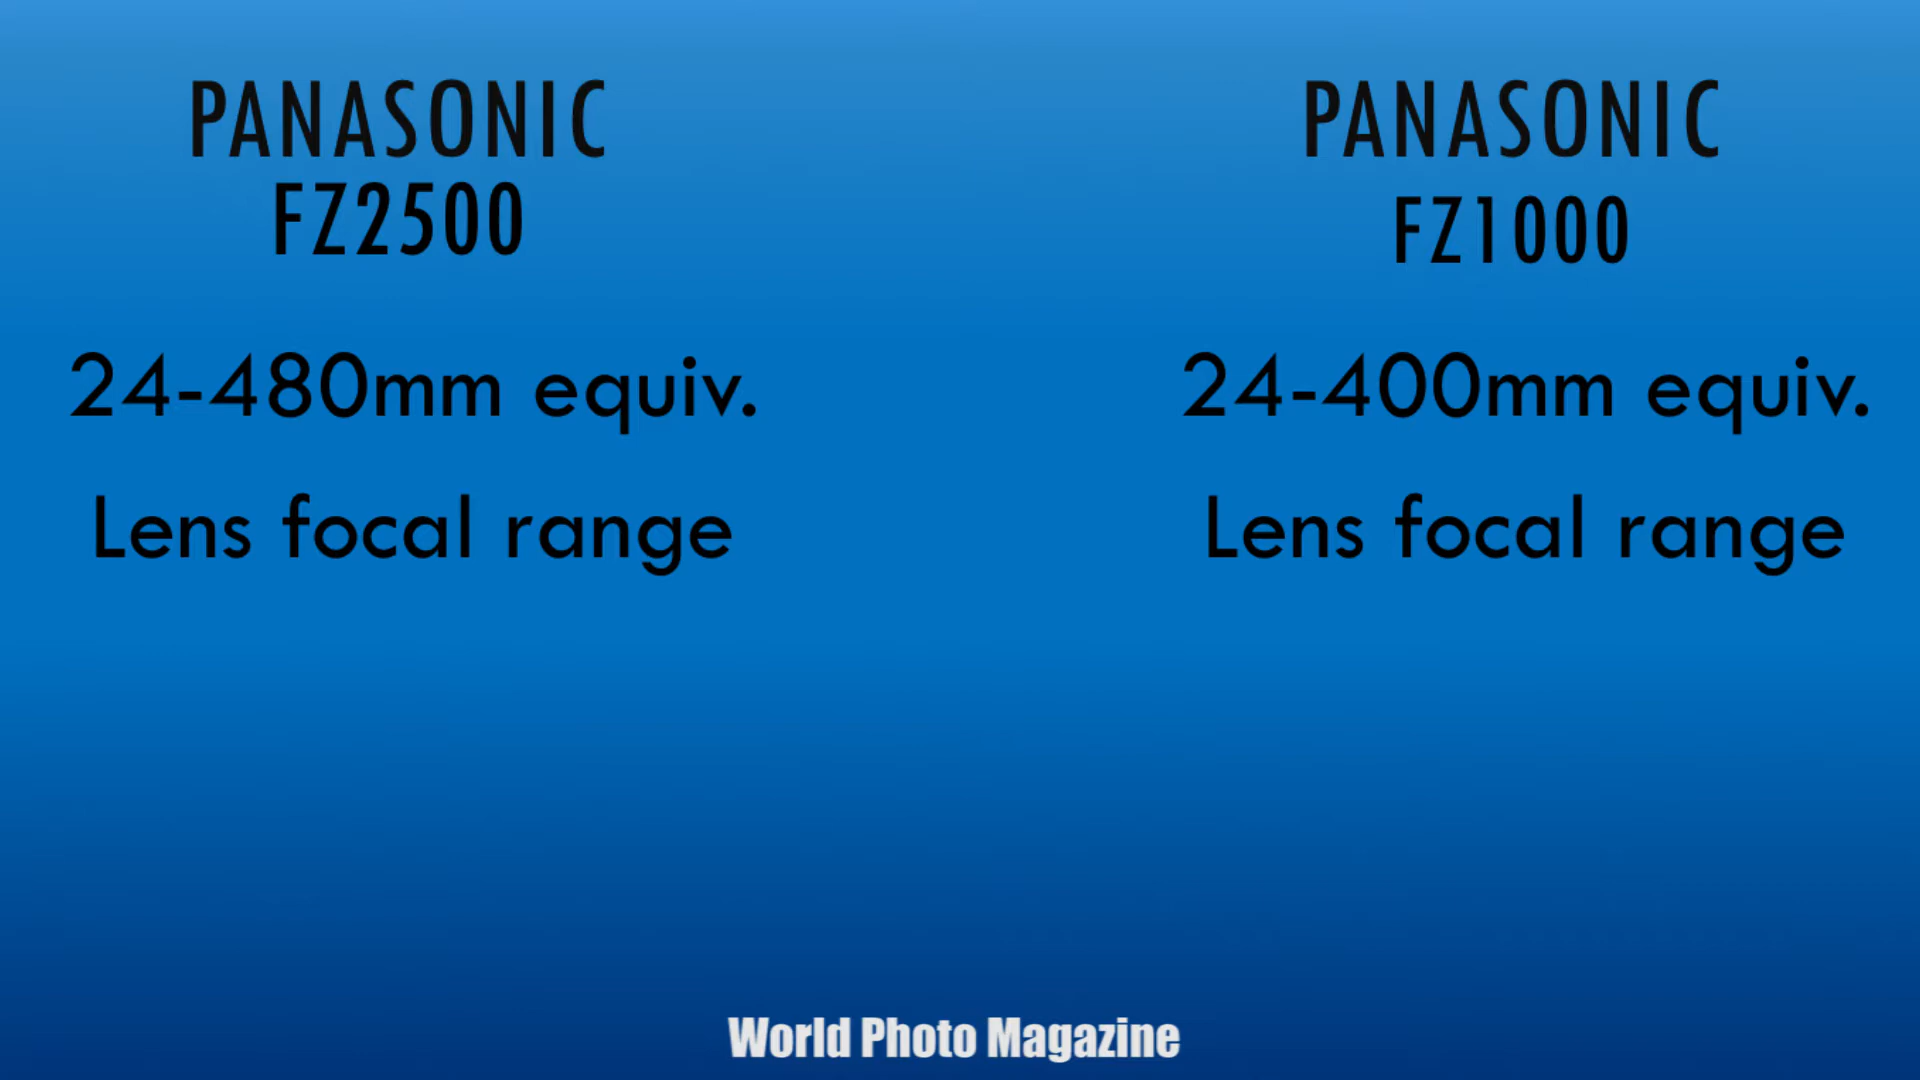 PANASONIC
FZ2500
24-480mm equiv.
Lens focal range
PANASONIC
FZ1000
24-400mm equiv.
Lens focal range
World Photo Magazine